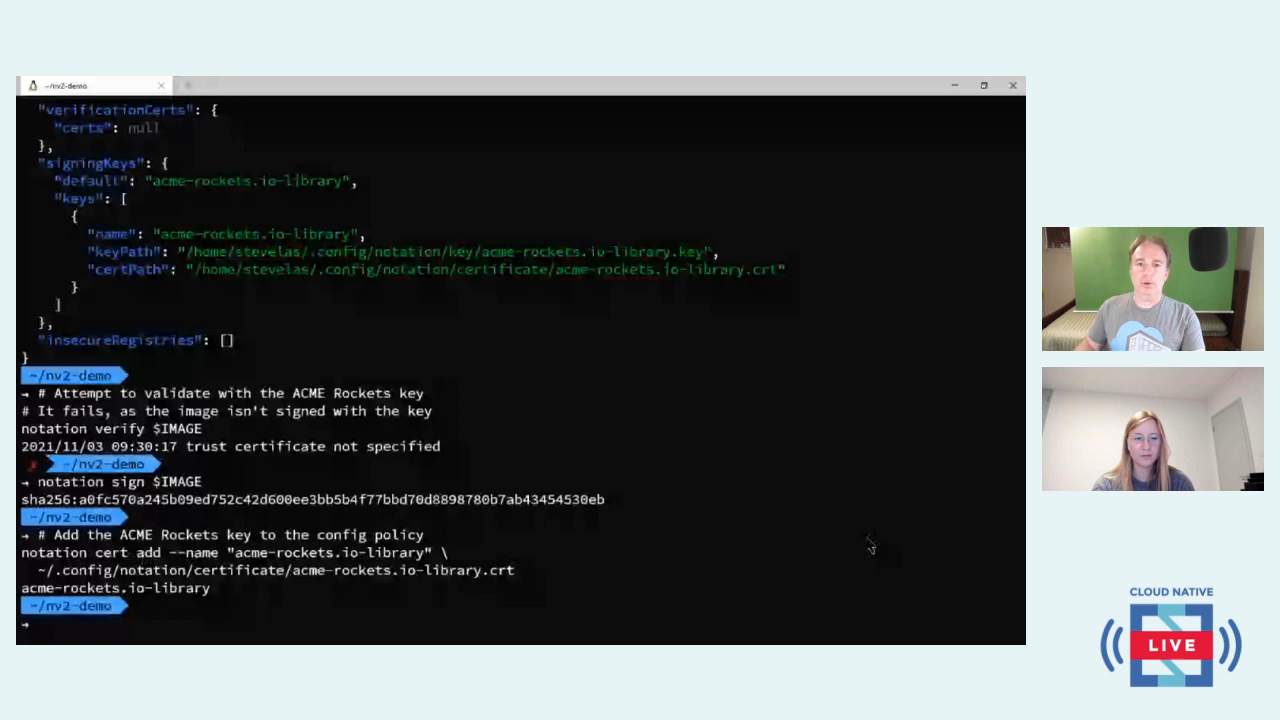 ~/nv2-demo
"verificationCerts": {
"certs": null
},
"signingKeys": {
"default": "acme-rockets.io-library",
"keys": [
{
"name": "acme-rockets.io-library",
"keyPath": "/home/stevelas/.config/notation/key/acme-rockets.io-library.key",
"certPath": "/home/stevelas/.config/notation/certificate/acme-rockets.io-library.crt"
}
]
},
"insecureRegistries": []
}
~/nv2-demo
→ # Attempt to validate with the ACME Rockets key
# It fails, as the image isn't signed with the key
notation verify $IMAGE
2021/11/03 09:30:17 trust certificate not specified
✗ ~/nv2-demo
→ notation sign $IMAGE
sha256:a0fc570a245b09ed752c42d600ee3bb5b4f77bbd70d8898780b7ab43454530eb
~/nv2-demo
→ # Add the ACME Rockets key to the config policy
notation cert add --name "acme-rockets.io-library" \
~/.config/notation/certificate/acme-rockets.io-library.crt
acme-rockets.io-library
~/nv2-demo
→
CLOUD NATIVE
LIVE